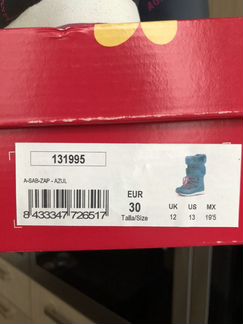 131995
A-SAB-ZAP - AZUL
EUR
30
Talla/Size
UK US MX
12 13 19'5
8 433347 726517